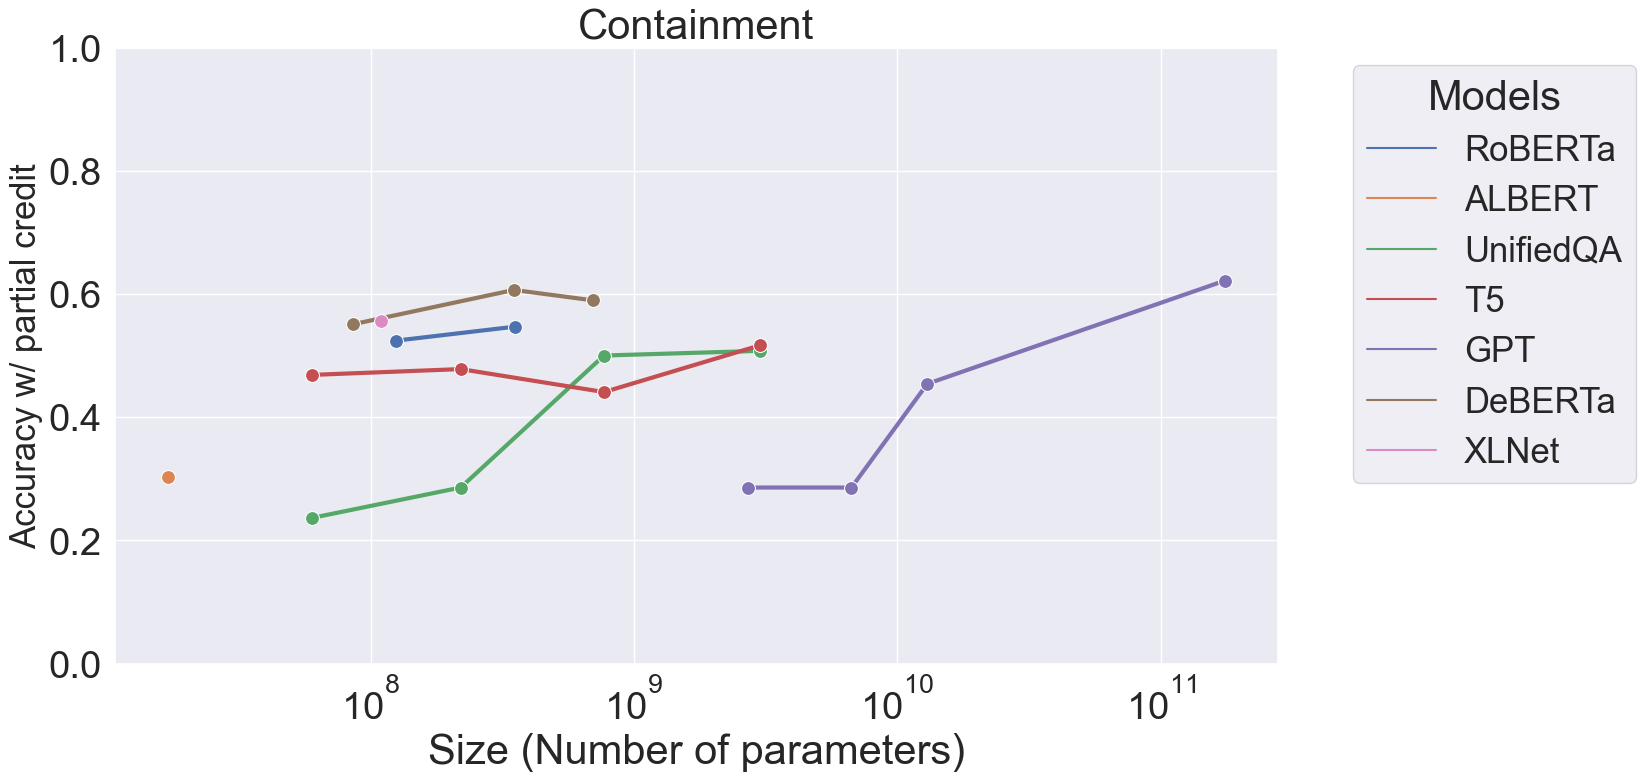 Containment
Accuracy w/ partial credit
1.0
0.8
0.6
0.4
0.2
0.0
10^8
10^9
10^10
10^11
Size (Number of parameters)
Models
RoBERTa
ALBERT
UnifiedQA
T5
GPT
DeBERTa
XLNet